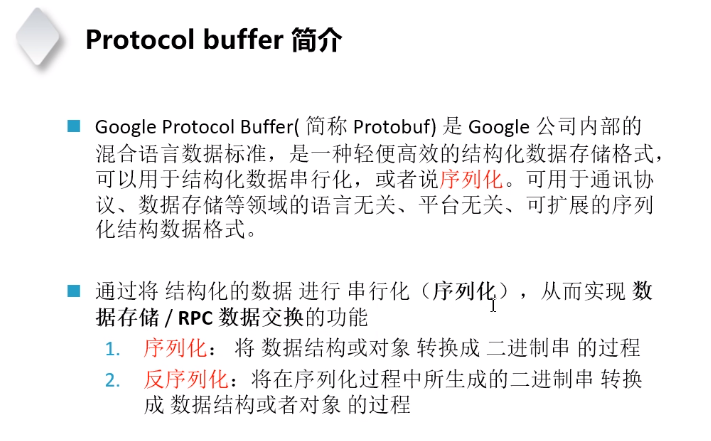 Protocol buffer 简介
Google Protocol Buffer( 简称 Protobuf) 是 Google 公司内部的
混合语言数据标准，是一种轻便高效的结构化数据存储格式，
可以用于结构化数据串行化，或者说序列化。可用于通讯协
议、数据存储等领域的语言无关、平台无关、可扩展的序列
化结构数据格式。
通过将 结构化的数据 进行 串行化（序列化），从而实现 数
据存储 / RPC 数据交换的功能
1. 序列化： 将 数据结构或对象 转换成 二进制串 的过程
2. 反序列化：将在序列化过程中所生成的二进制串 转换
成 数据结构或者对象 的过程